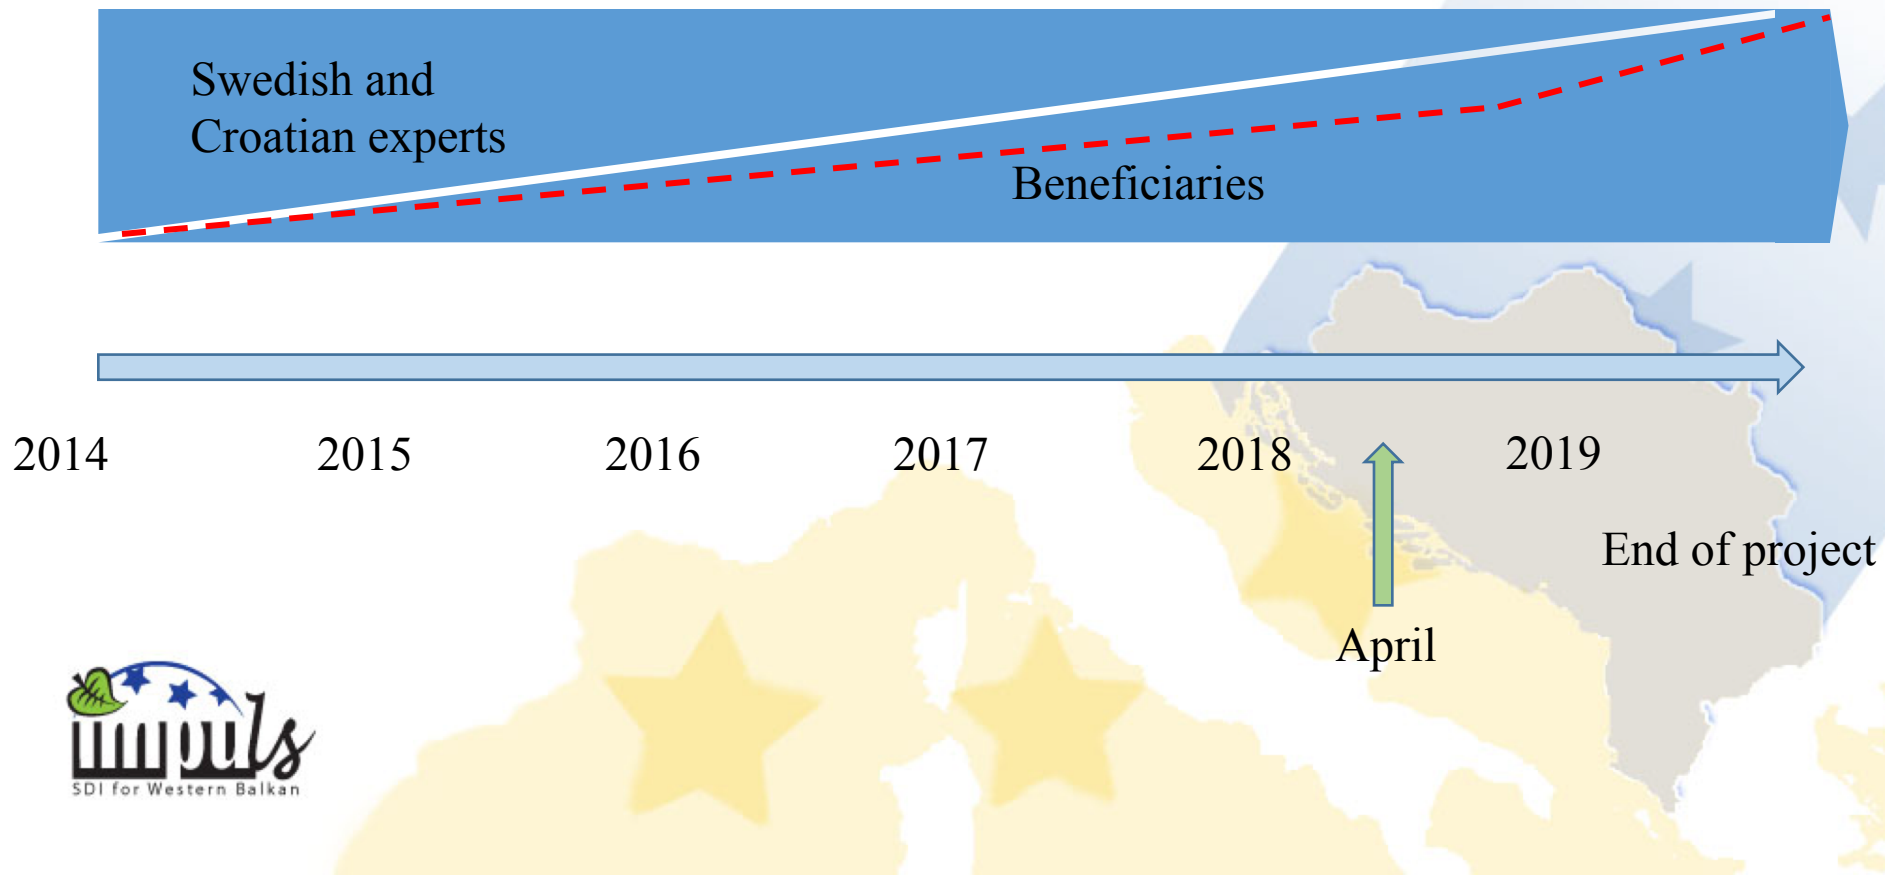 Swedish and
Croatian experts
Beneficiaries
2014 2015 2016 2017 2018 2019
End of project
April
impuls
SDI for Western Balkan